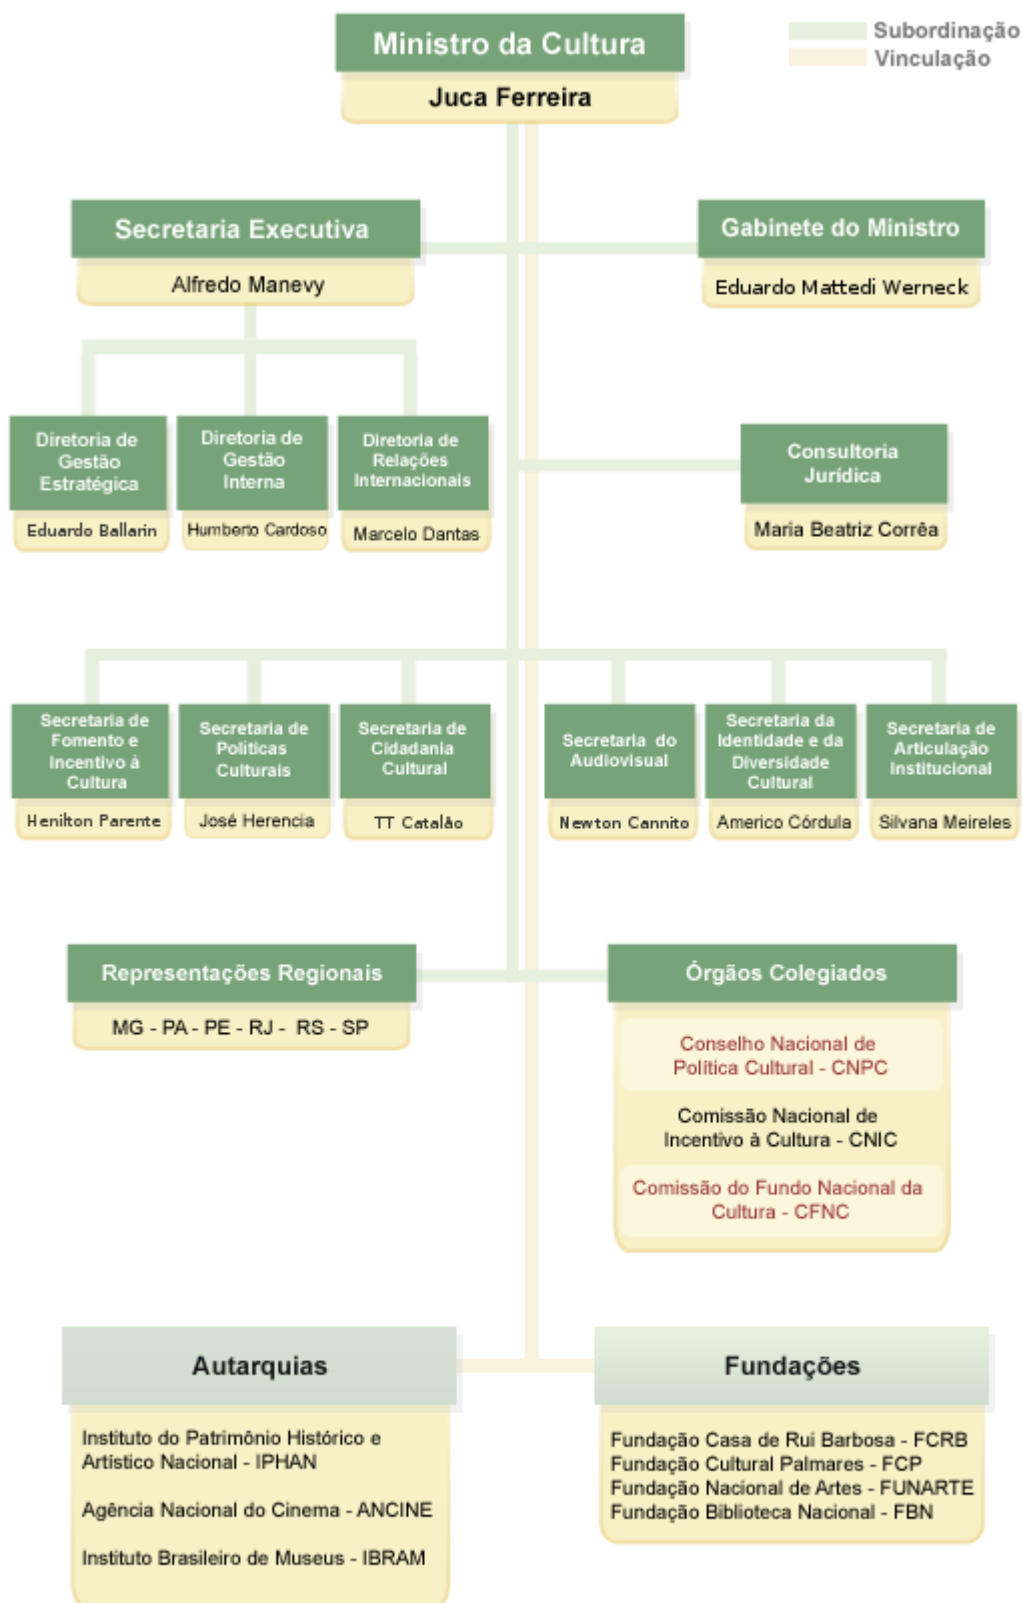 Ministro da Cultura
Juca Ferreira
Subordinação
Vinculação
Secretaria Executiva
Alfredo Manevy
Gabinete do Ministro
Eduardo Mattedi Werneck
Diretoria de
Gestão
Estratégica
Eduardo Ballarin
Diretoria de
Gestão
Interna
Humberto Cardoso
Diretoria de
Relações
Internacionais
Marcelo Dantas
Consultoria
Jurídica
Maria Beatriz Corrêa
Secretaria de
Fomento e
Incentivo à
Cultura
Henilton Parente
Secretaria de
Políticas
Culturais
José Herencia
Secretaria de
Cidadania
Cultural
TT Catalão
Secretaria do
Audiovisual
Newton Cannito
Secretaria da
Identidade e da
Diversidade
Cultural
Americo Córdula
Secretaria de
Articulação
Institucional
Silvana Meireles
Representações Regionais
MG - PA - PE - RJ - RS - SP
Órgãos Colegiados
Conselho Nacional de
Política Cultural - CNPC
Comissão Nacional de
Incentivo à Cultura - CNIC
Comissão do Fundo Nacional da
Cultura - CFNC
Autarquias
Instituto do Patrimônio Histórico e
Artístico Nacional - IPHAN
Agência Nacional do Cinema - ANCINE
Instituto Brasileiro de Museus - IBRAM
Fundações
Fundação Casa de Rui Barbosa - FCRB
Fundação Cultural Palmares - FCP
Fundação Nacional de Artes - FUNARTE
Fundação Biblioteca Nacional - FBN